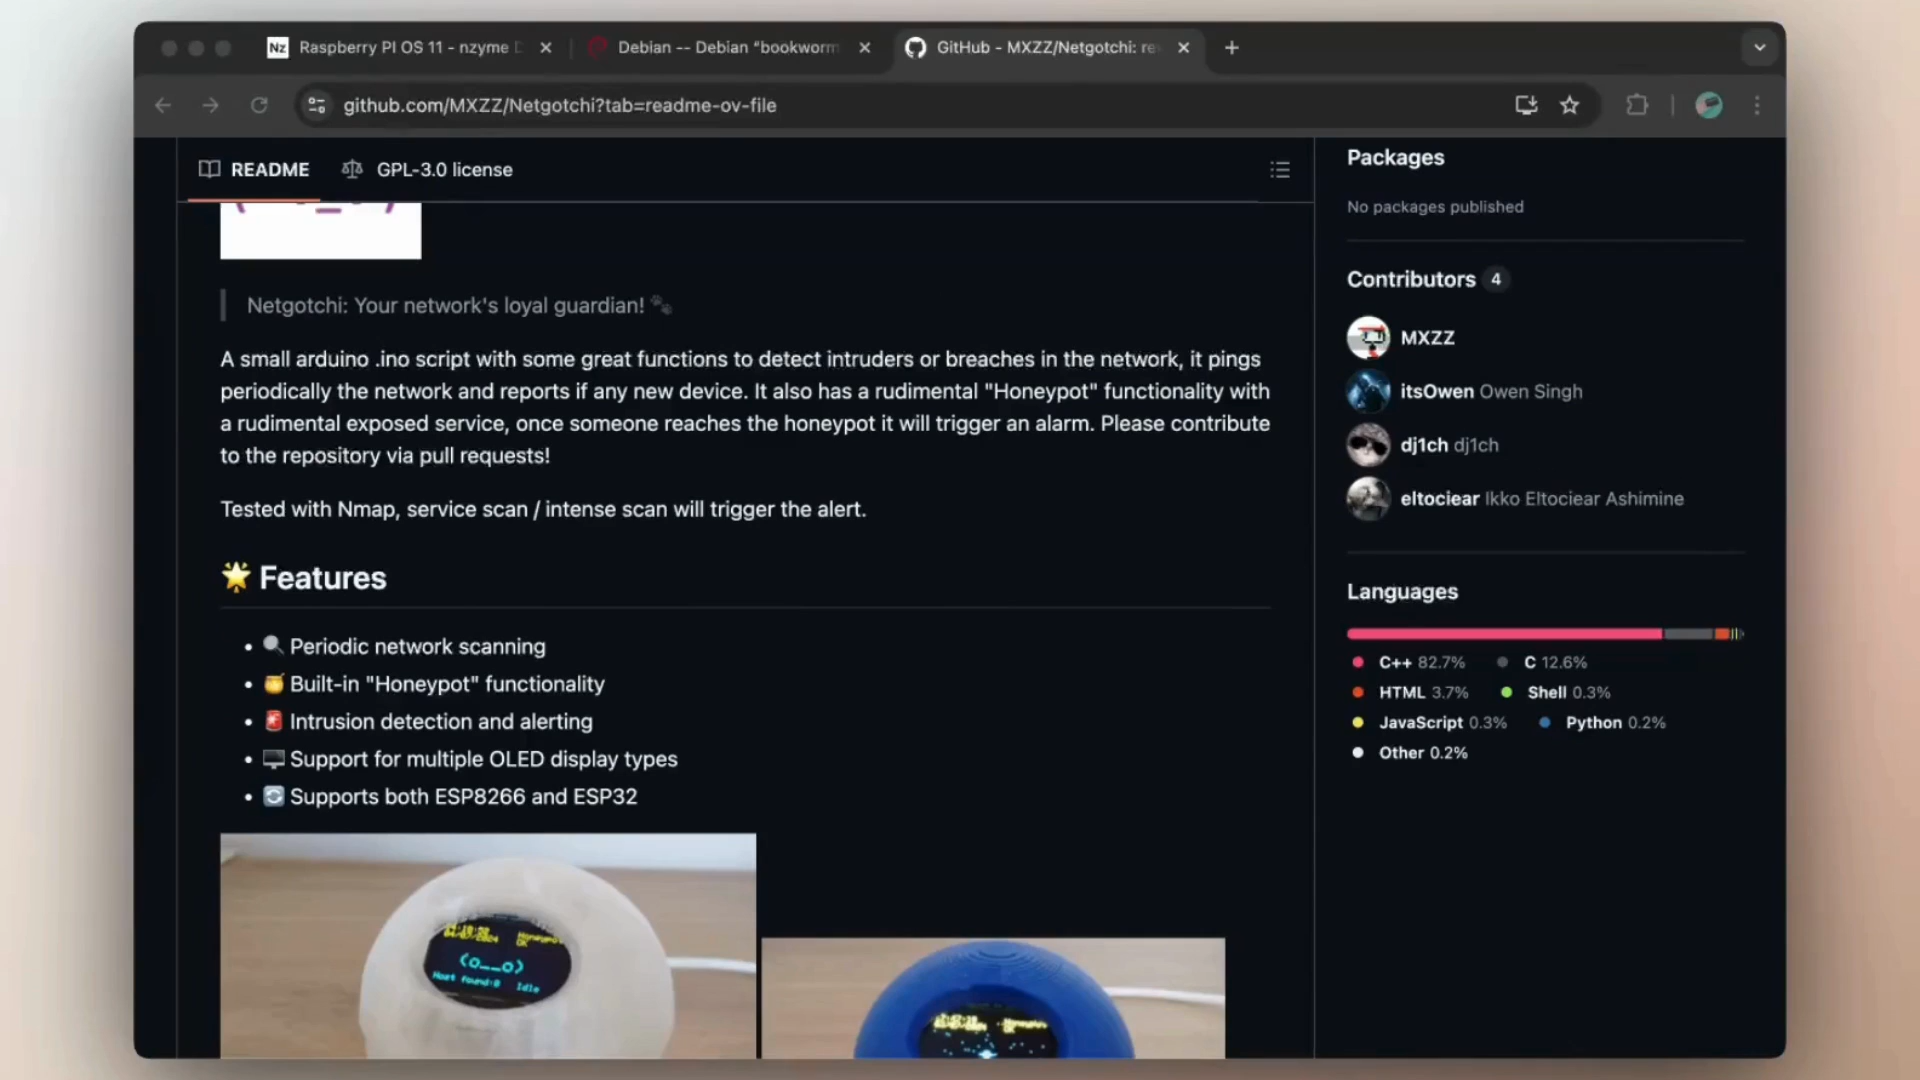 Nz Raspberry PI OS 11 - nzyme
Debian -- Debian “bookworm
GitHub - MXZZ/Netgotchi: re
github.com/MXZZ/Netgotchi?tab=readme-ov-file
README
GPL-3.0 license
Netgotchi: Your network's loyal guardian!
A small arduino .ino script with some great functions to detect intruders or breaches in the network, it pings
periodically the network and reports if any new device. It also has a rudimental "Honeypot" functionality with
a rudimental exposed service, once someone reaches the honeypot it will trigger an alarm. Please contribute
to the repository via pull requests!
Tested with Nmap, service scan / intense scan will trigger the alert.
Features
Periodic network scanning
Built-in "Honeypot" functionality
Intrusion detection and alerting
Support for multiple OLED display types
Supports both ESP8266 and ESP32
Honeypot
OK
(o__o)
Host found:0 Idle
Packages
No packages published
Contributors 4
MXZZ
itsOwen Owen Singh
dj1ch dj1ch
eltociear Ikko Eltociear Ashimine
Languages
C++ 82.7% C 12.6%
HTML 3.7% Shell 0.3%
JavaScript 0.3% Python 0.2%
Other 0.2%